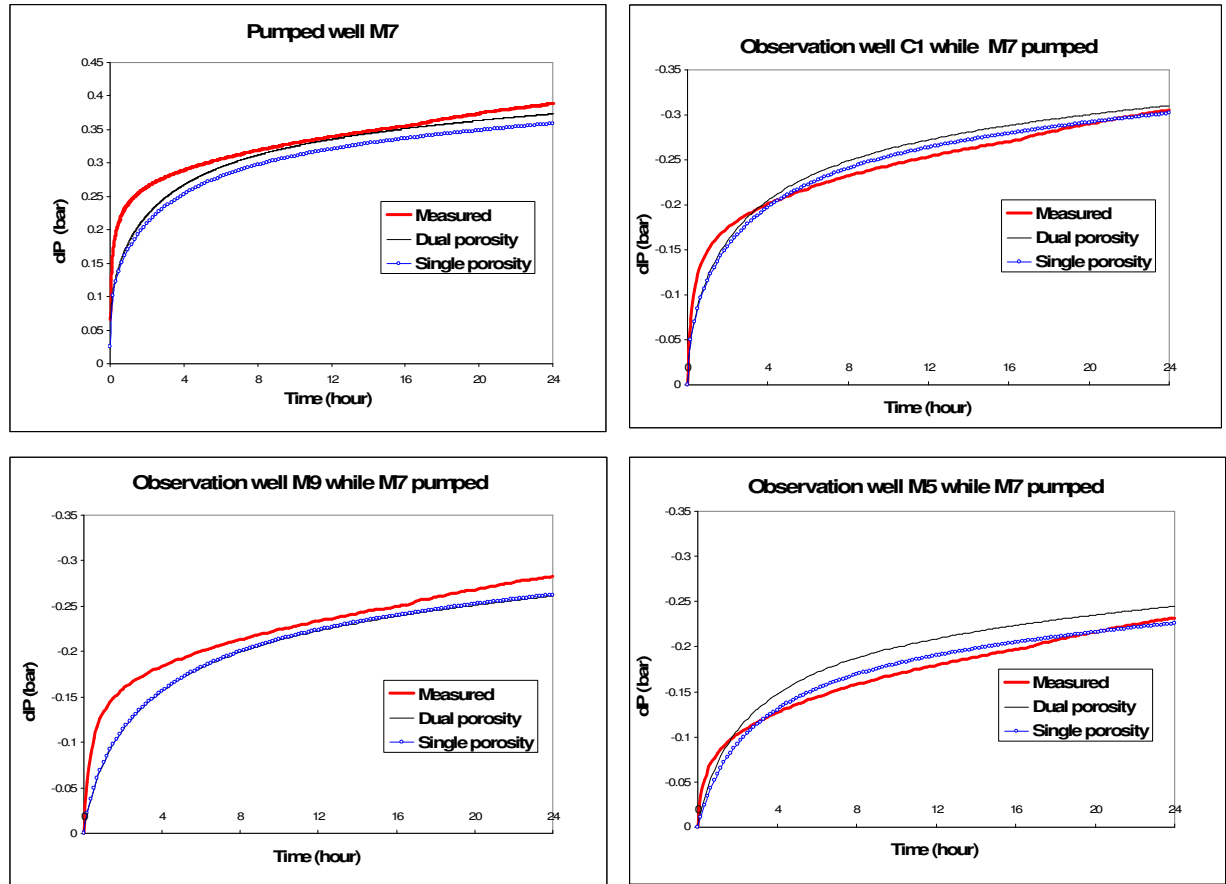 Pumped well M7
0.45
0.4
0.35
0.3
0.25
0.2
0.15
0.1
0.05
0
dP (bar)
Measured
Dual porosity
Single porosity
0 4 8 12 16 20 24
Time (hour)
Observation well C1 while M7 pumped
-0.35
-0.3
-0.25
-0.2
-0.15
-0.1
-0.05
0
dP (bar)
Measured
Dual porosity
Single porosity
0 4 8 12 16 20 24
Time (hour)
Observation well M9 while M7 pumped
-0.35
-0.3
-0.25
-0.2
-0.15
-0.1
-0.05
0
dP (bar)
Measured
Dual porosity
Single porosity
0 4 8 12 16 20 24
Time (hour)
Observation well M5 while M7 pumped
-0.35
-0.3
-0.25
-0.2
-0.15
-0.1
-0.05
0
dP (bar)
Measured
Dual porosity
Single porosity
0 4 8 12 16 20 24
Time (hour)